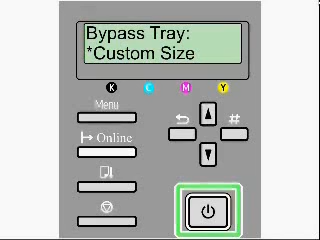 Bypass Tray:
*Custom Size
K C M Y
Menu
Online
#